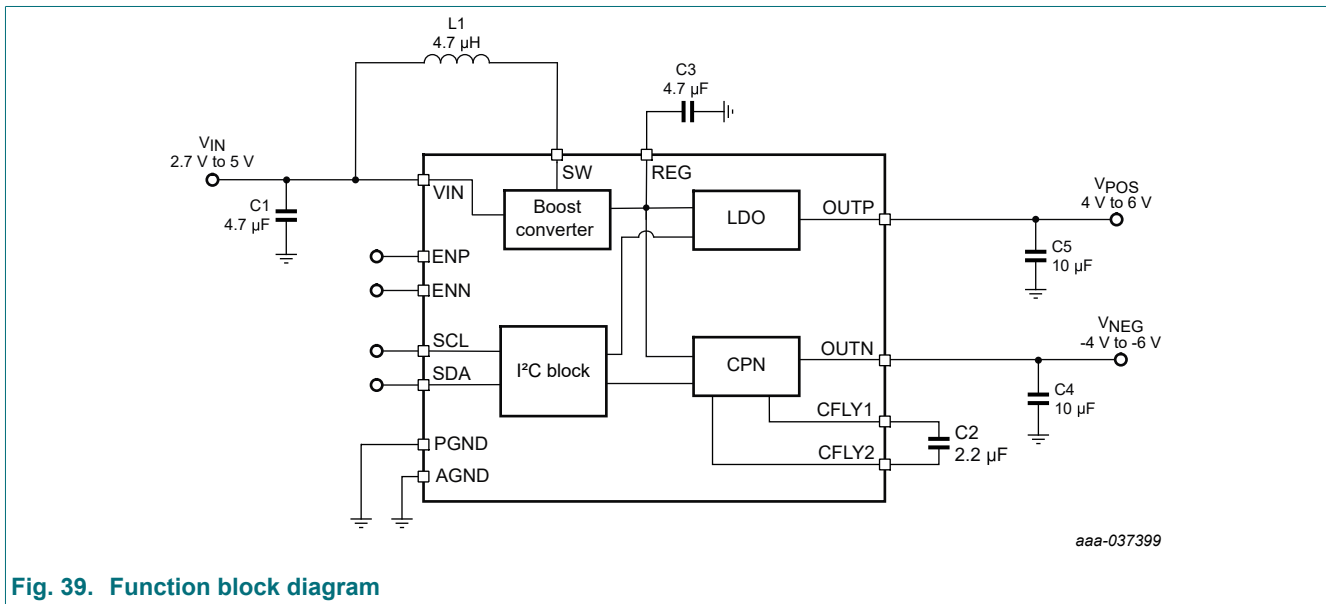 L1
4.7 µH
C3
4.7 µF
VIN
2.7 V to 5 V
SW
REG
VIN
VPOS
4 V to 6 V
C1
4.7 µF
Boost
converter
LDO
OUTP
C5
10 µF
ENP
ENN
VNEG
-4 V to -6 V
SCL
SDA
I²C block
CPN
OUTN
C4
10 µF
CFLY1
C2
2.2 µF
CFLY2
PGND
AGND
aaa-037399
Fig. 39. Function block diagram